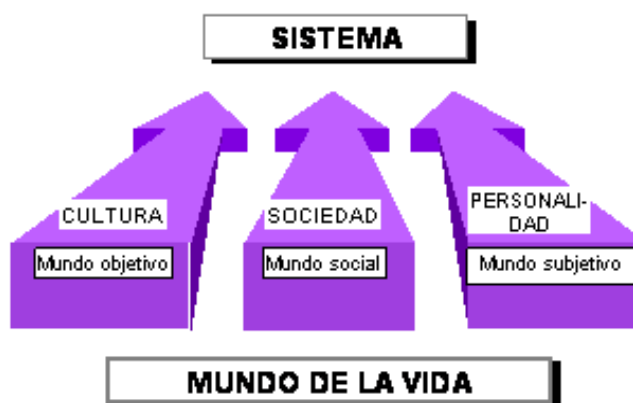 SISTEMA
CULTURA
SOCIEDAD
PERSONALI-
DAD
Mundo objetivo
Mundo social
Mundo subjetivo
MUNDO DE LA VIDA